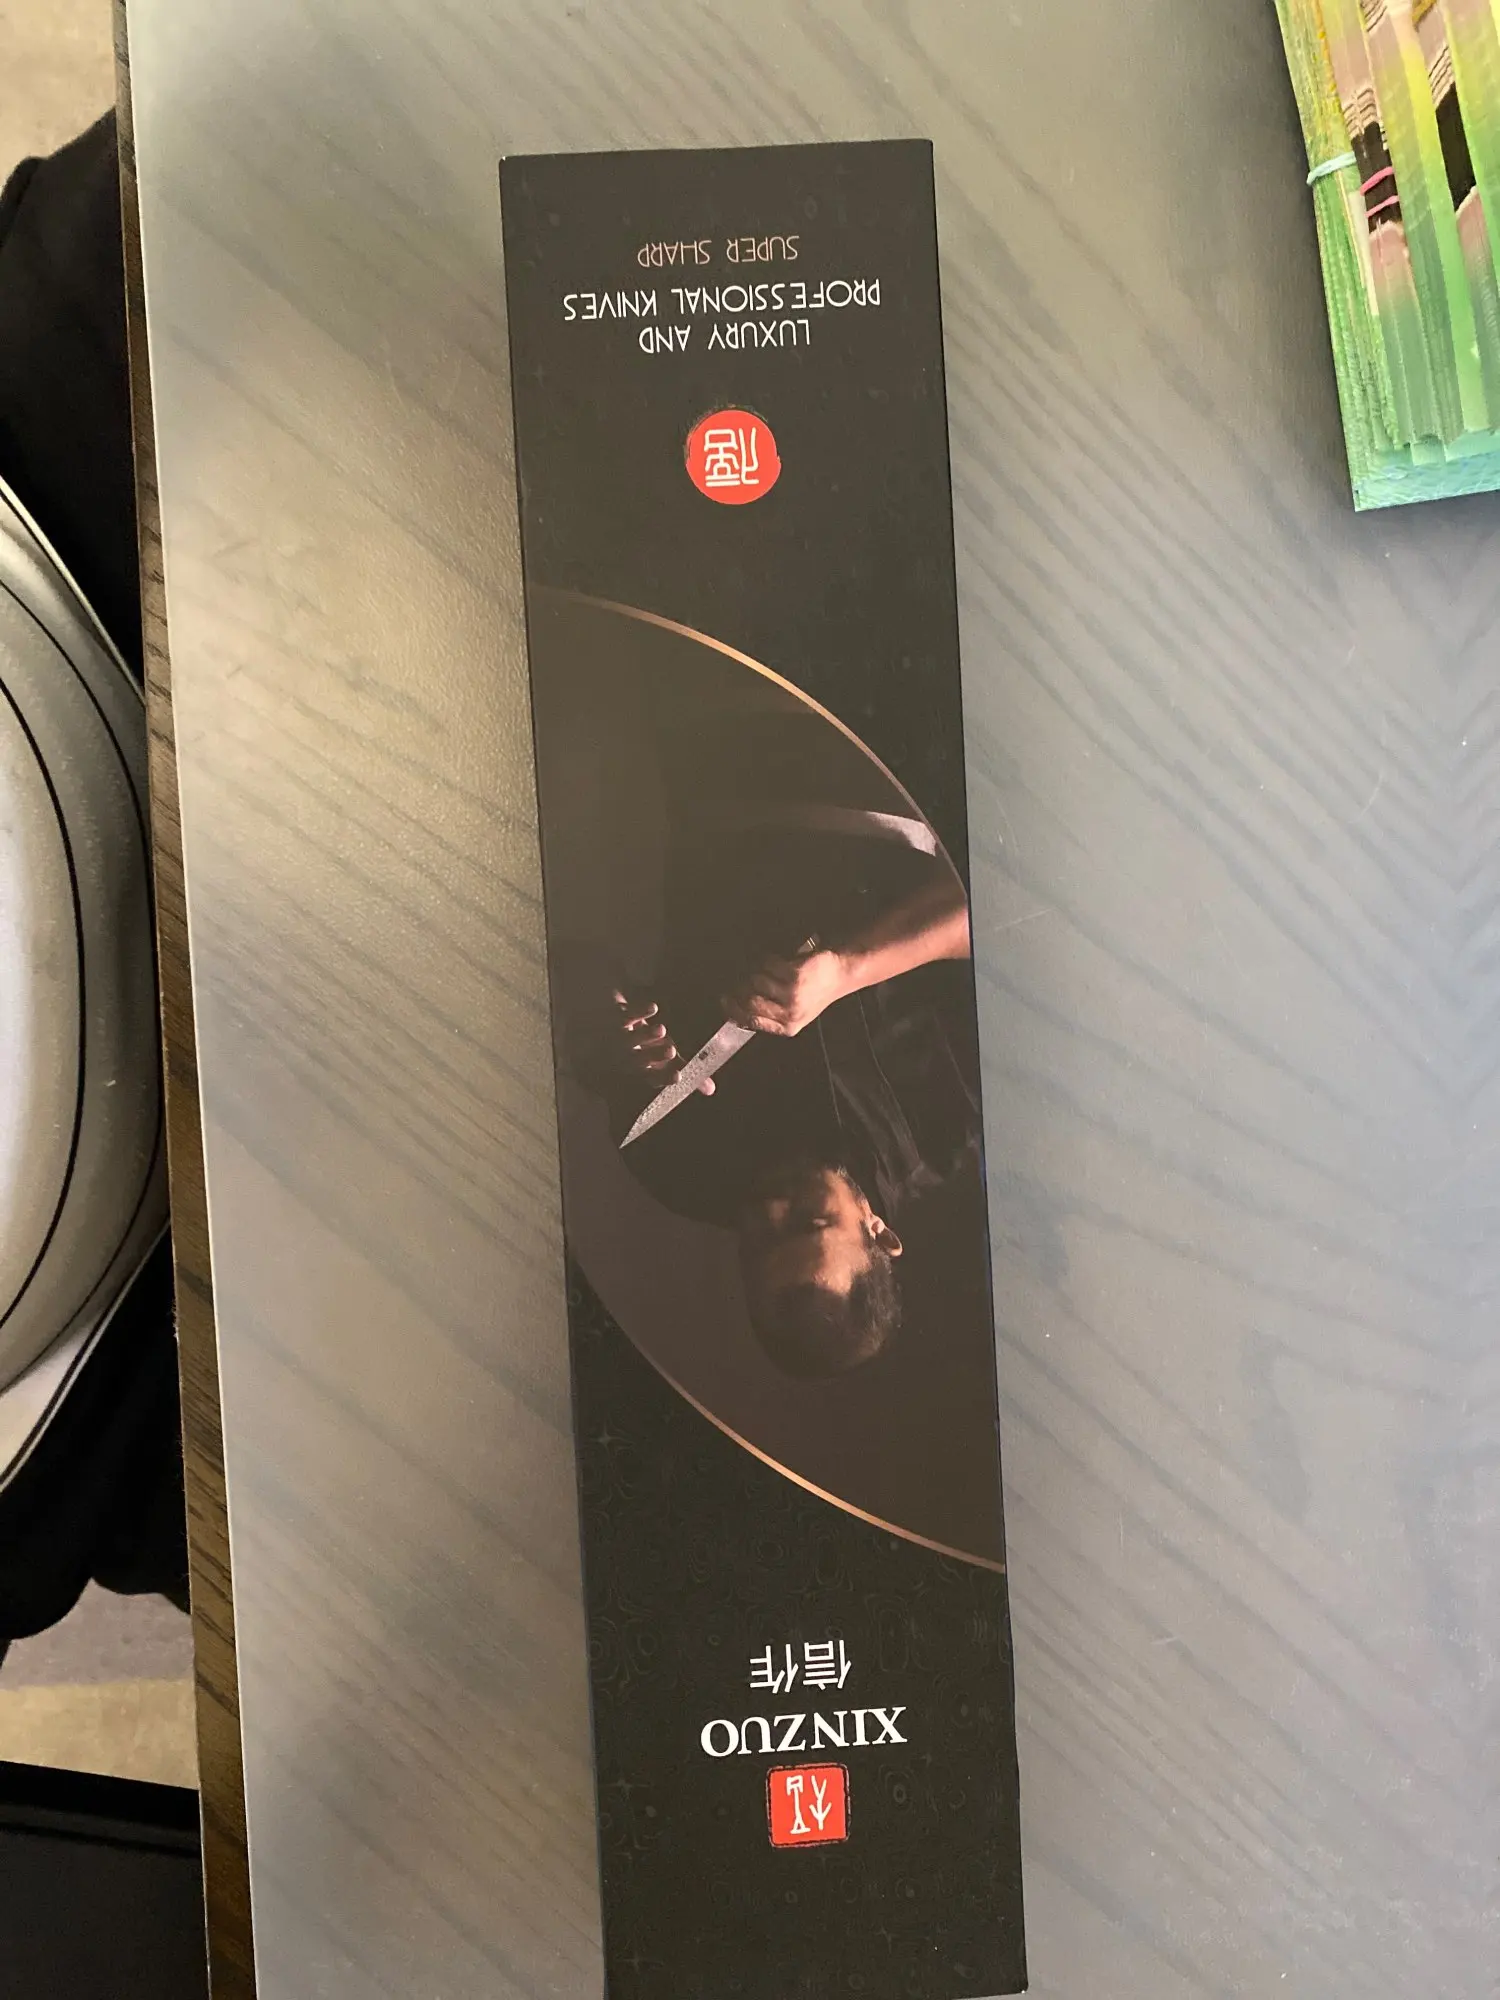 XINZUO
信作
LUXURY AND
PROFESSIONAL KNIVES
SUPER SHARP